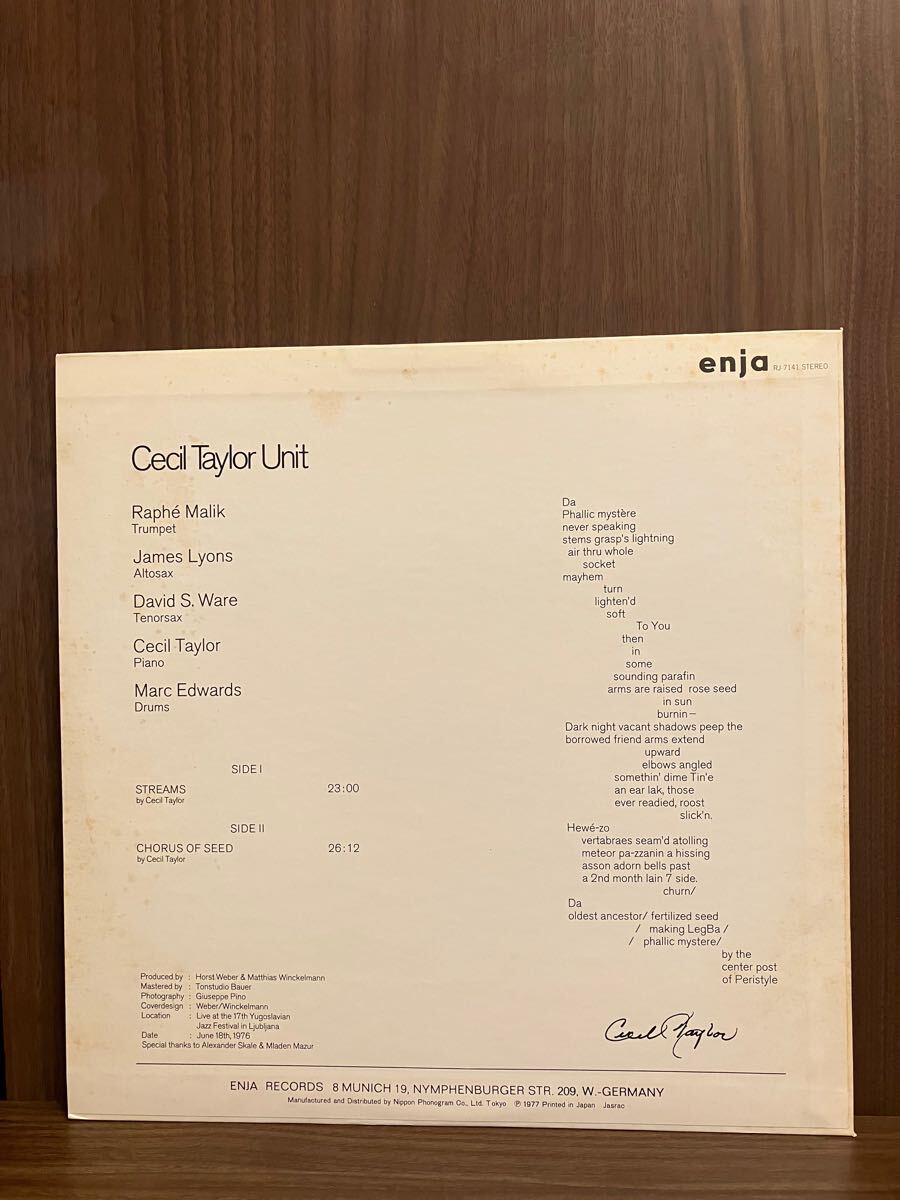 enja RJ 7141 STEREO
Cecil Taylor Unit
Raphé Malik
Trumpet
James Lyons
Altosax
David S. Ware
Tenorsax
Cecil Taylor
Piano
Marc Edwards
Drums
SIDE I
STREAMS 23:00
by Cecil Taylor
SIDE II
CHORUS OF SEED 26:12
by Cecil Taylor
Da
Phallic mystère
never speaking
stems grasp's lightning
air thru whole
socket
mayhem
turn
lighten'd
soft
To You
then
in
some
sounding parafin
arms are raised rose seed
in sun
burnin—
Dark night vacant shadows peep the
borrowed friend arms extend
upward
elbows angled
somethin' dime Tin'e
an ear lak, those
ever readied, roost
slick'n.
Hewé-zo
vertabraes seam'd atolling
meteor pa-zzanin a hissing
asson adorn bells past
a 2nd month lain 7 side.
churn/
Da
oldest ancestor/ fertilized seed
/ making LegBa /
/ phallic mystere/
by the
center post
of Peristyle
Cecil Taylor
Produced by : Horst Weber & Matthias Winckelmann
Mastered by : Tonstudio Bauer
Photography : Giuseppe Pino
Coverdesign : Weber/Winckelmann
Location : Live at the 17th Yugoslavian
Jazz Festival in Ljubljana
Date : June 18th, 1976
Special thanks to Alexander Skale & Mladen Mazur
ENJA RECORDS 8 MUNICH 19, NYMPHENBURGER STR. 209, W.-GERMANY
Manufactured and Distributed by Nippon Phonogram Co., Ltd. Tokyo ℗ 1977 Printed in Japan Jasrac